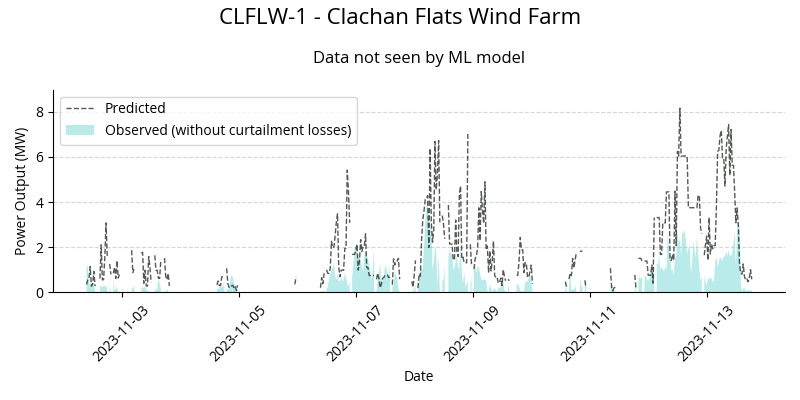 CLFLW-1 - Clachan Flats Wind Farm
Data not seen by ML model
Predicted
Observed (without curtailment losses)
Power Output (MW)
8
6
4
2
0
2023-11-03
2023-11-05
2023-11-07
2023-11-09
2023-11-11
2023-11-13
Date